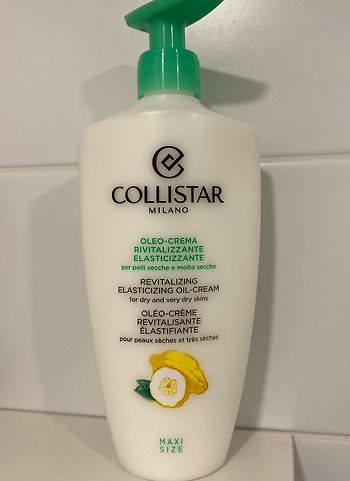 COLLISTAR
MILANO
OLEO-CREMA
RIVITALIZZANTE
ELASTICIZZANTE
per pelli secche e molto secche
REVITALIZING
ELASTICIZING OIL-CREAM
for dry and very dry skins
OLÉO-CRÈME
REVITALISANTE
ÉLASTIFIANTE
pour peaux sèches et très sèches
MAXI
SIZE